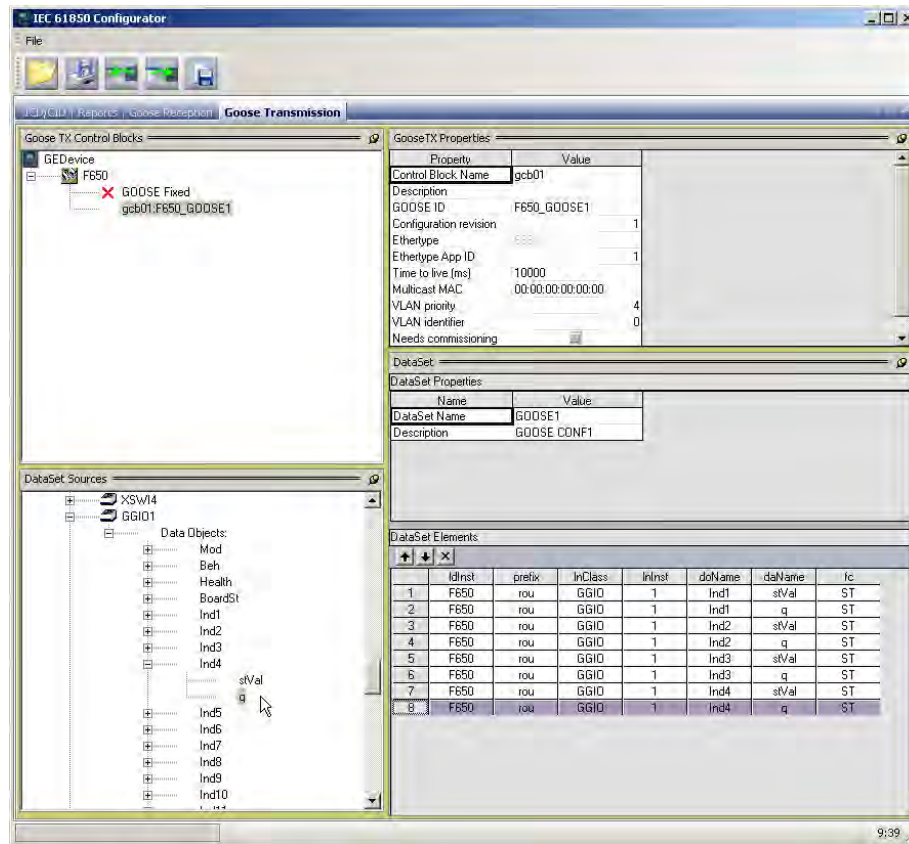 IEC 61850 Configurator
File
ICD/CID Reports Goose Reception Goose Transmission
Goose TX Control Blocks
GEDevice
F650
GOOSE Fixed
gcb01:F650_GOOSE1
GooseTX Properties
Property Value
Control Block Name gcb01
Description
GOOSE ID F650_GOOSE1
Configuration revision 1
Ethertype
Ethertype App ID 1
Time to live (ms) 10000
Multicast MAC 00:00:00:00:00:00
VLAN priority 4
VLAN identifier 0
Needs commissioning
DataSet
DataSet Properties
Name Value
DataSet Name GOOSE1
Description GOOSE CONF1
DataSet Sources
XSWI4
GGIO1
Data Objects:
Mod
Beh
Health
BoardSt
Ind1
Ind2
Ind3
Ind4
stVal
q
Ind5
Ind6
Ind7
Ind8
Ind9
Ind10
DataSet Elements
ldInst prefix lnClass lnInst doName daName fc
1 F650 rou GGIO 1 Ind1 stVal ST
2 F650 rou GGIO 1 Ind1 q ST
3 F650 rou GGIO 1 Ind2 stVal ST
4 F650 rou GGIO 1 Ind2 q ST
5 F650 rou GGIO 1 Ind3 stVal ST
6 F650 rou GGIO 1 Ind3 q ST
7 F650 rou GGIO 1 Ind4 stVal ST
8 F650 rou GGIO 1 Ind4 q ST
9:39